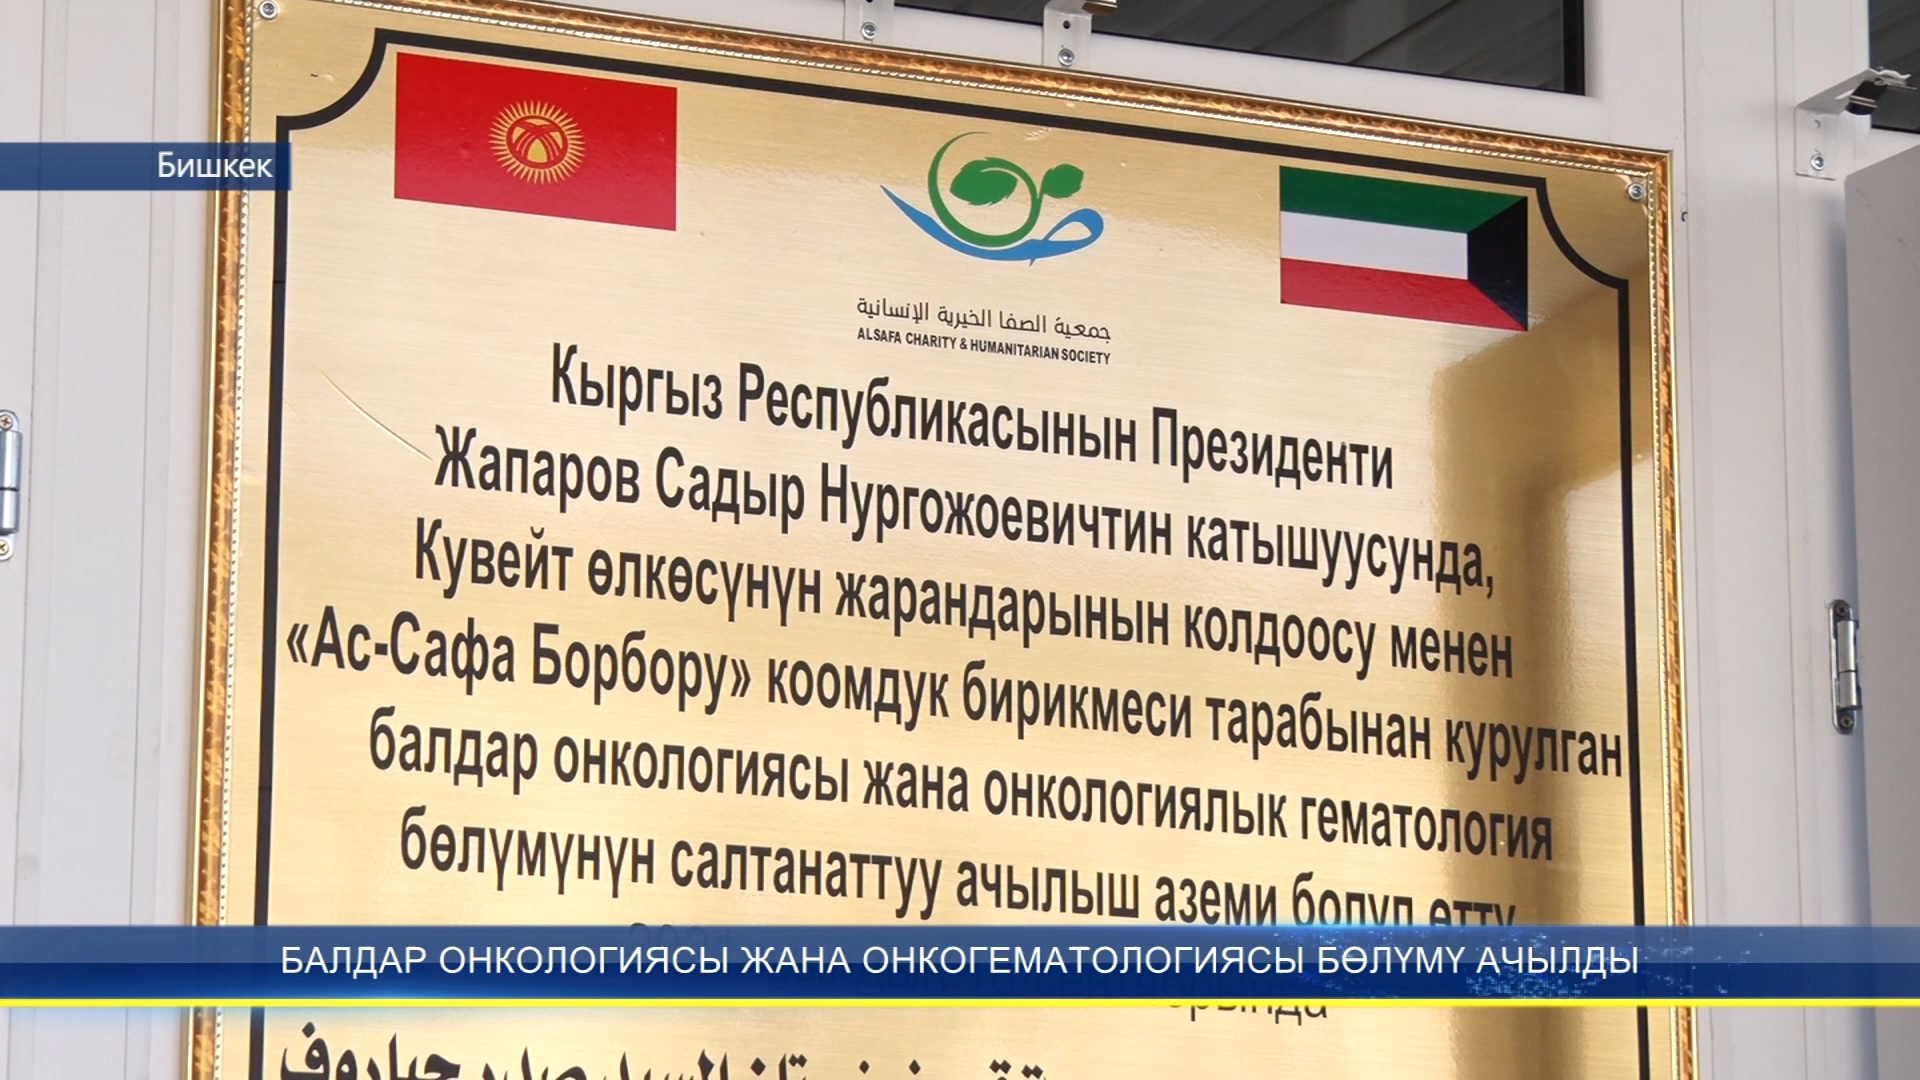 Бишкек
جمعية الصفا الخيرية الإنسانية
ALSAFA CHARITY & HUMANITARIAN SOCIETY
Кыргыз Республикасынын Президенти
Жапаров Садыр Нургожоевичтин катышуусунда,
Кувейт өлкөсүнүн жарандарынын колдоосу менен
«Ас-Сафа Борбору» коомдук бирикмеси тарабынан курулган
балдар онкологиясы жана онкологиялык гематология
бөлүмүнүн салтанаттуу ачылыш аземи болуп өттү
БАЛДАР ОНКОЛОГИЯСЫ ЖАНА ОНКОГЕМАТОЛОГИЯСЫ БӨЛҮМҮ АЧЫЛДЫ